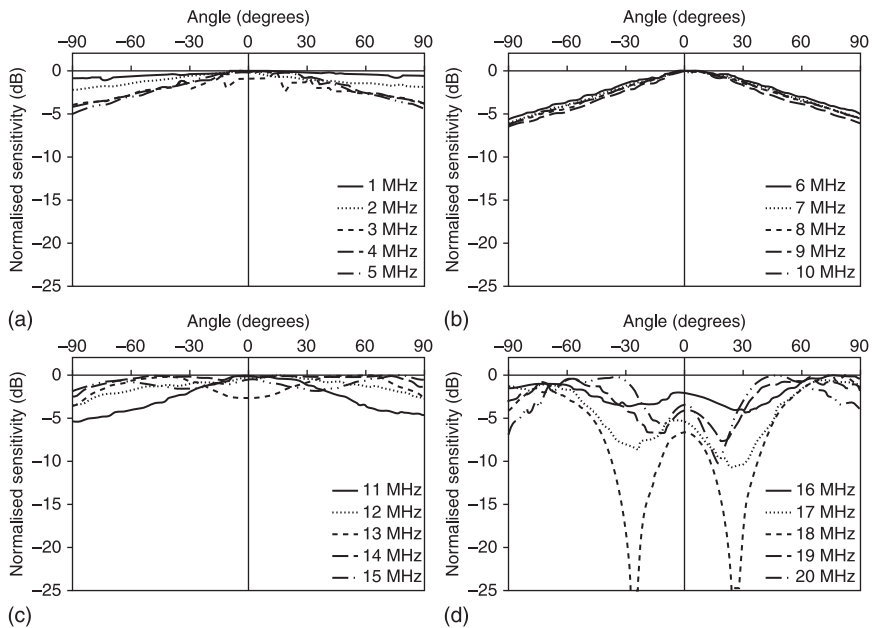 Angle (degrees)
−90 −60 −30 0 30 60 90
0
−5
−10
−15
−20
−25
Normalised sensitivity (dB)
1 MHz
2 MHz
3 MHz
4 MHz
5 MHz
(a)
Angle (degrees)
−90 −60 −30 0 30 60 90
0
−5
−10
−15
−20
−25
Normalised sensitivity (dB)
6 MHz
7 MHz
8 MHz
9 MHz
10 MHz
(b)
Angle (degrees)
−90 −60 −30 0 30 60 90
0
−5
−10
−15
−20
−25
Normalised sensitivity (dB)
11 MHz
12 MHz
13 MHz
14 MHz
15 MHz
(c)
Angle (degrees)
−90 −60 −30 0 30 60 90
0
−5
−10
−15
−20
−25
Normalised sensitivity (dB)
16 MHz
17 MHz
18 MHz
19 MHz
20 MHz
(d)